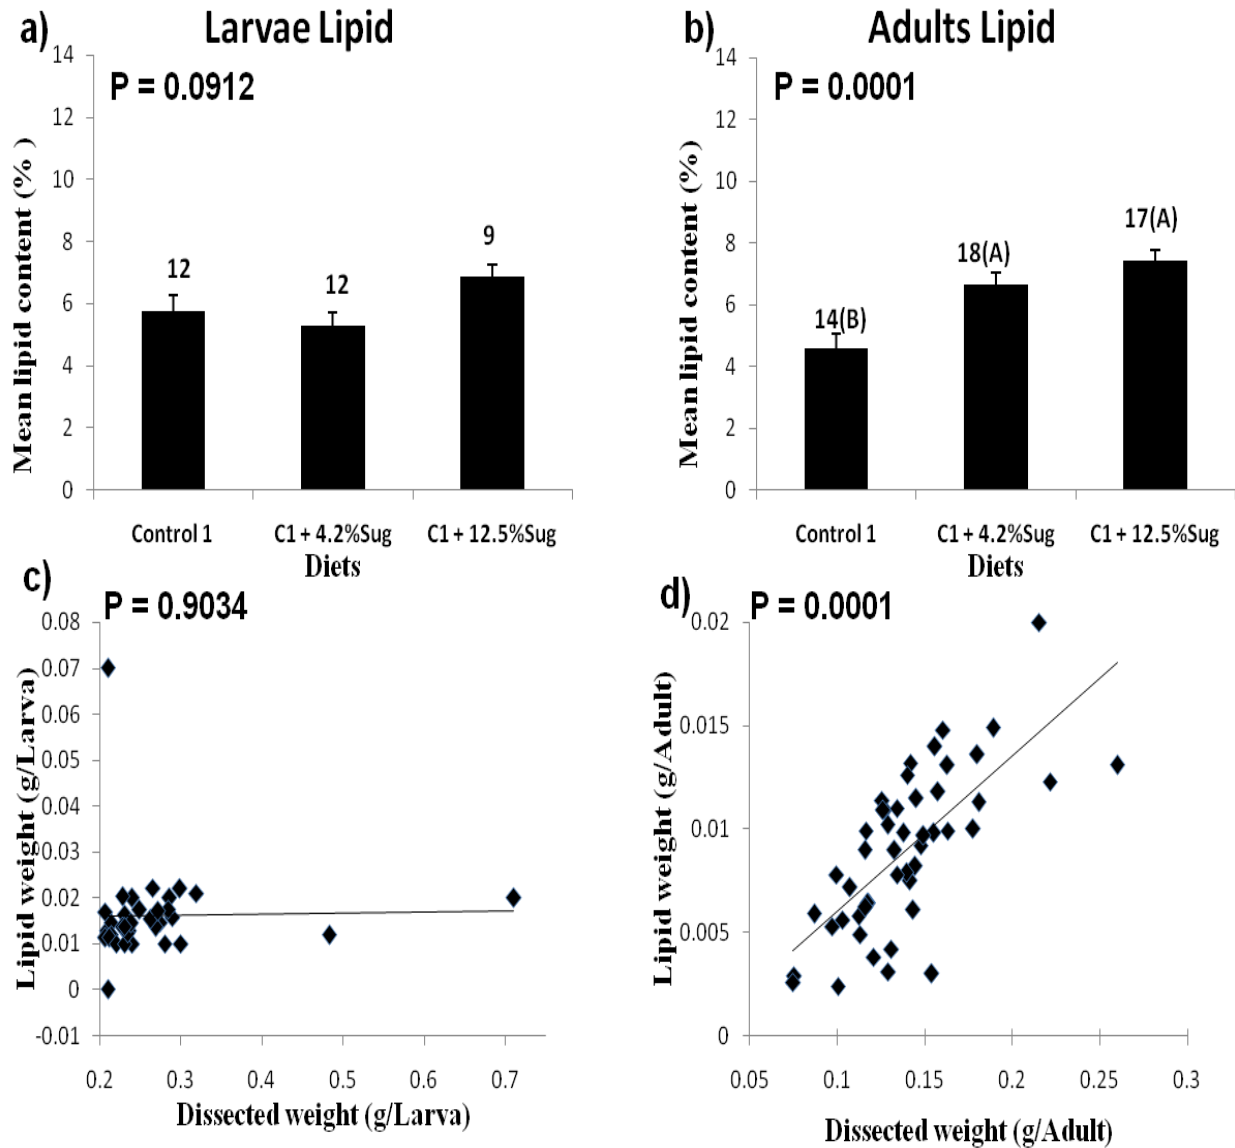 a) Larvae Lipid
P = 0.0912
Mean lipid content (% )
14
12
10
8
6
4
2
0
12
12
9
Control 1 C1 + 4.2%Sug C1 + 12.5%Sug
Diets
b) Adults Lipid
P = 0.0001
Mean lipid content (%)
14
12
10
8
6
4
2
0
14(B)
18(A)
17(A)
Control 1 C1 + 4.2%Sug C1 + 12.5%Sug
Diets
c) P = 0.9034
Lipid weight (g/Larva)
0.08
0.07
0.06
0.05
0.04
0.03
0.02
0.01
0
-0.01
0.2 0.3 0.4 0.5 0.6 0.7
Dissected weight (g/Larva)
d) P = 0.0001
Lipid weight (g/Adult)
0.02
0.015
0.01
0.005
0
0.05 0.1 0.15 0.2 0.25 0.3
Dissected weight (g/Adult)